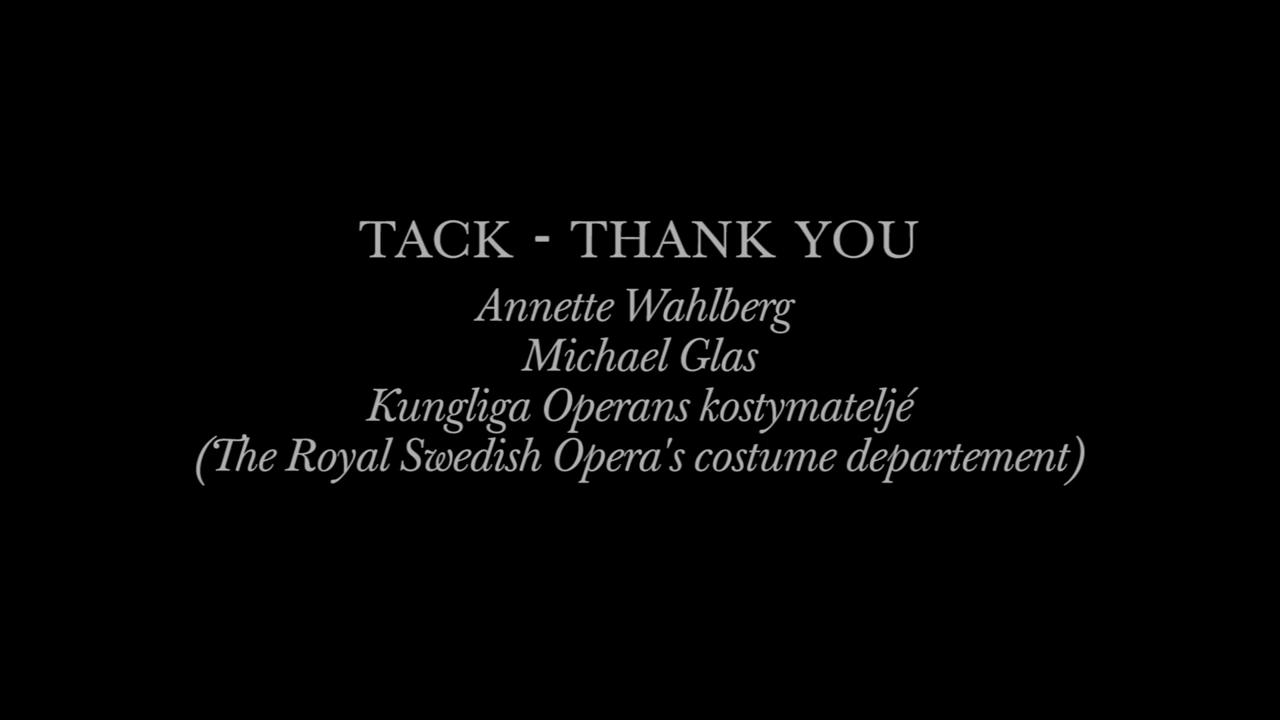 TACK - THANK YOU
Annette Wahlberg
Michael Glas
Kungliga Operans kostymateljé
(The Royal Swedish Opera's costume departement)